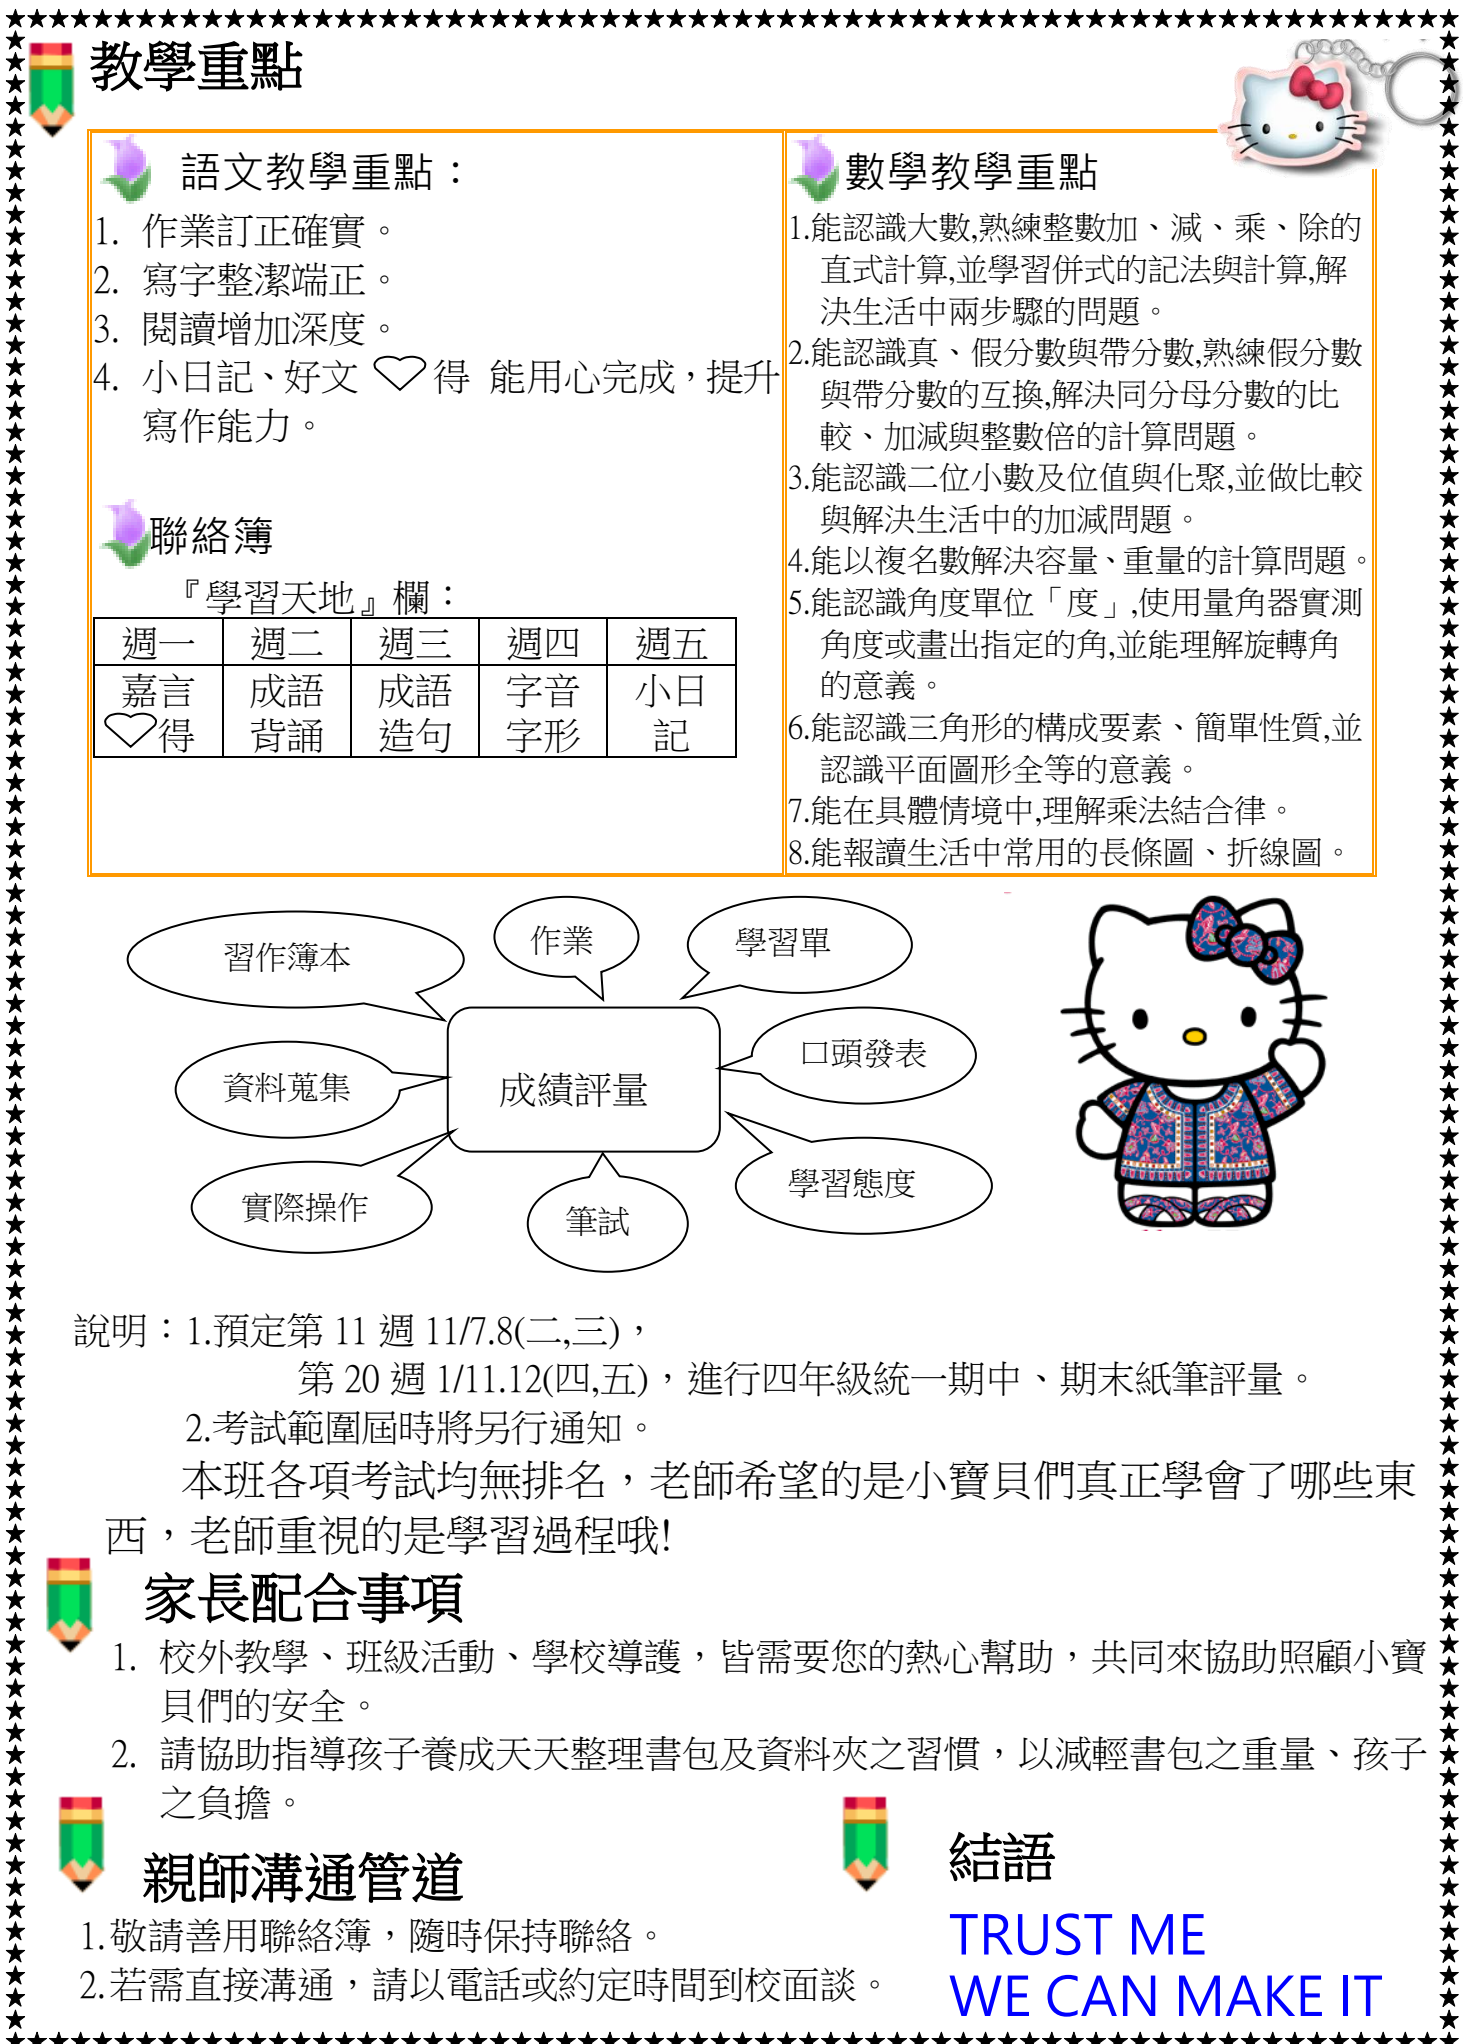 教學重點
語文教學重點：
1. 作業訂正確實。
2. 寫字整潔端正。
3. 閱讀增加深度。
4. 小日記、好文 得 能用心完成，提升
寫作能力。
聯絡簿
『學習天地』欄：
週一 週二 週三 週四 週五
嘉言 成語 成語 字音 小日
得 背誦 造句 字形 記
數學教學重點
1.能認識大數,熟練整數加、減、乘、除的
直式計算,並學習併式的記法與計算,解
決生活中兩步驟的問題。
2.能認識真、假分數與帶分數,熟練假分數
與帶分數的互換,解決同分母分數的比
較、加減與整數倍的計算問題。
3.能認識二位小數及位值與化聚,並做比較
與解決生活中的加減問題。
4.能以複名數解決容量、重量的計算問題。
5.能認識角度單位「度」,使用量角器實測
角度或畫出指定的角,並能理解旋轉角
的意義。
6.能認識三角形的構成要素、簡單性質,並
認識平面圖形全等的意義。
7.能在具體情境中,理解乘法結合律。
8.能報讀生活中常用的長條圖、折線圖。
習作簿本
作業
學習單
資料蒐集
成績評量
口頭發表
實際操作
筆試
學習態度
說明：1.預定第 11 週 11/7.8(二,三)，
第 20 週 1/11.12(四,五)，進行四年級統一期中、期末紙筆評量。
2.考試範圍屆時將另行通知。
本班各項考試均無排名，老師希望的是小寶貝們真正學會了哪些東
西，老師重視的是學習過程哦!
家長配合事項
1. 校外教學、班級活動、學校導護，皆需要您的熱心幫助，共同來協助照顧小寶
貝們的安全。
2. 請協助指導孩子養成天天整理書包及資料夾之習慣，以減輕書包之重量、孩子
之負擔。
親師溝通管道
1.敬請善用聯絡簿，隨時保持聯絡。
2.若需直接溝通，請以電話或約定時間到校面談。
結語
TRUST ME
WE CAN MAKE IT